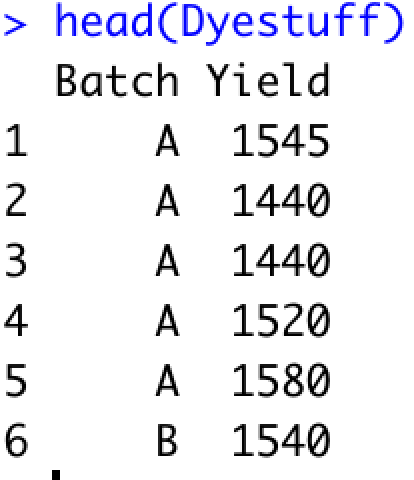 > head(Dyestuff)
Batch Yield
1 A 1545
2 A 1440
3 A 1440
4 A 1520
5 A 1580
6 B 1540